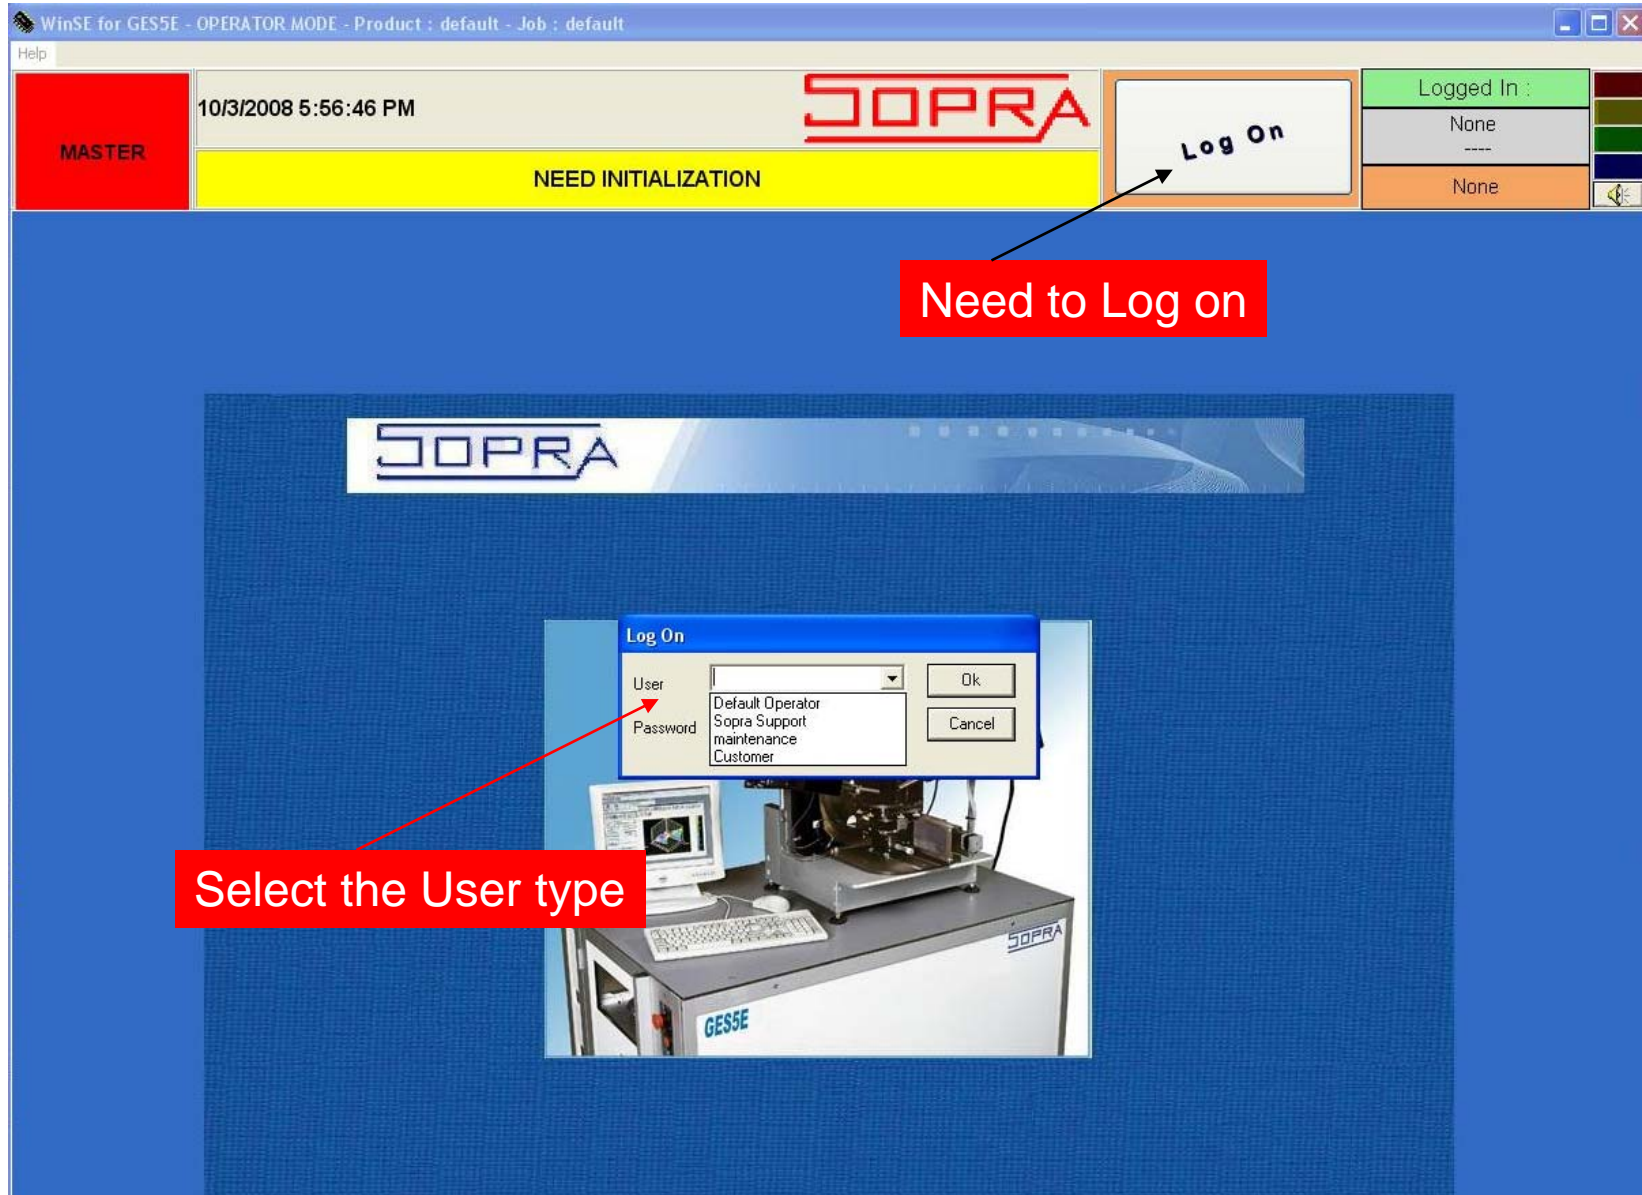 WinSE for GES5E - OPERATOR MODE - Product : default - Job : default
Help
MASTER
10/3/2008 5:56:46 PM
SOPRA
NEED INITIALIZATION
Log On
Logged In :
None
----
None
Need to Log on
SOPRA
Log On
User
Ok
Default Operator
Sopra Support
maintenance
Customer
Password
Cancel
Select the User type
SOPRA
GES5E